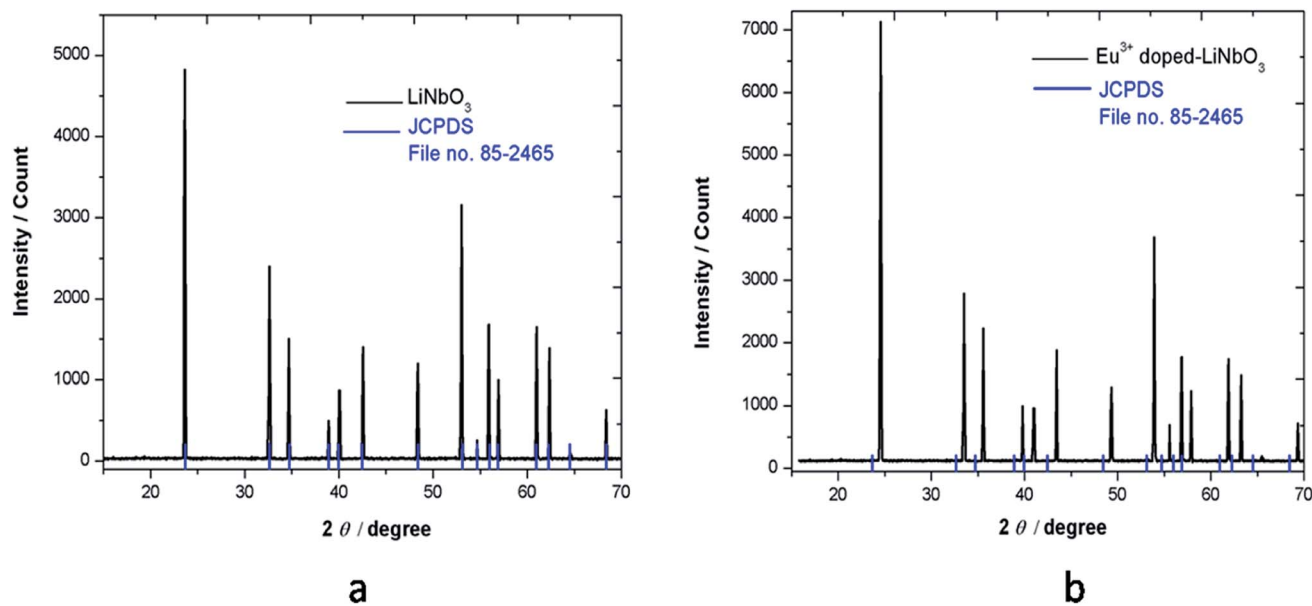 5000
4000
3000
2000
1000
0
Intensity / Count
LiNbO₃
JCPDS
File no. 85-2465
20 30 40 50 60 70
2 θ / degree
a
7000
6000
5000
4000
3000
2000
1000
0
Intensity / Count
Eu³⁺ doped-LiNbO₃
JCPDS
File no. 85-2465
20 30 40 50 60 70
2 θ / degree
b